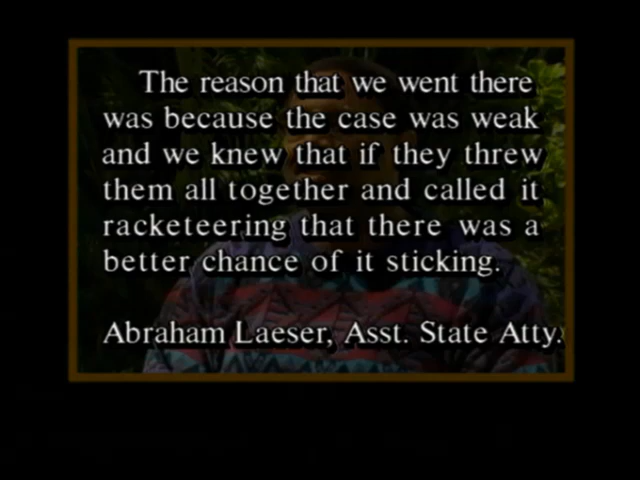 The reason that we went there
was because the case was weak
and we knew that if they threw
them all together and called it
racketeering that there was a
better chance of it sticking.
Abraham Laeser, Asst. State Atty.